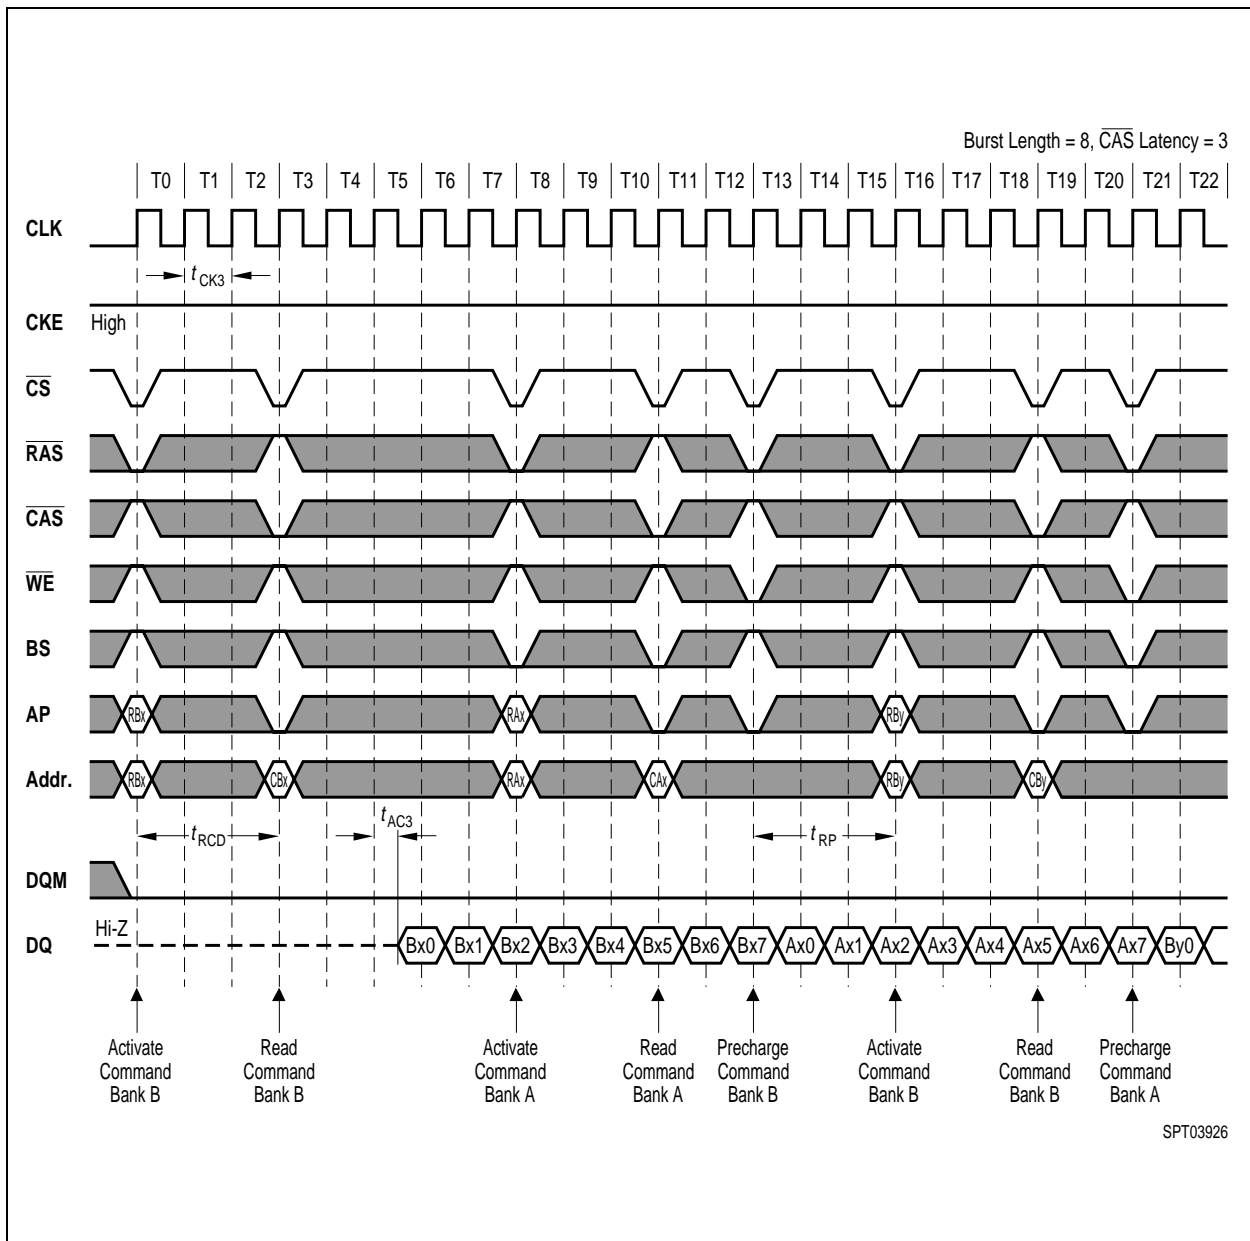 Burst Length = 8, CAS Latency = 3
T0 T1 T2 T3 T4 T5 T6 T7 T8 T9 T10 T11 T12 T13 T14 T15 T16 T17 T18 T19 T20 T21 T22
CLK
tCK3
CKE High
CS
RAS
CAS
WE
BS
AP RBx RAx RBy
Addr. RBx CBx RAx CAx RBy CBy
tRCD tAC3 tRP
DQM
Hi-Z
DQ Bx0 Bx1 Bx2 Bx3 Bx4 Bx5 Bx6 Bx7 Ax0 Ax1 Ax2 Ax3 Ax4 Ax5 Ax6 Ax7 By0
Activate Read Activate Read Precharge Activate Read Precharge
Command Command Command Command Command Command Command Command
Bank B Bank B Bank A Bank A Bank B Bank B Bank B Bank A
SPT03926